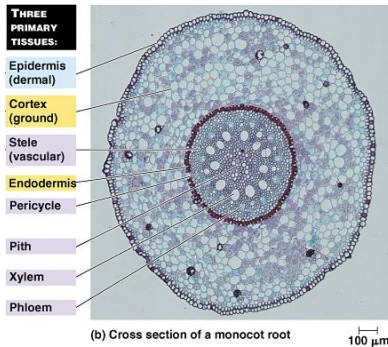 THREE
PRIMARY
TISSUES:
Epidermis
(dermal)
Cortex
(ground)
Stele
(vascular)
Endodermis
Pericycle
Pith
Xylem
Phloem
(b) Cross section of a monocot root
100 µm